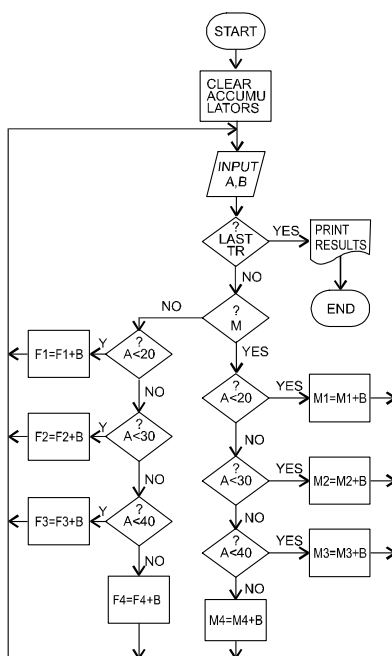 START
CLEAR
ACCUMU
LATORS
INPUT
A,B
?
LAST
TR
YES
PRINT
RESULTS
NO
END
NO
?
M
YES
F1=F1+B
Y
?
A<20
?
A<20
YES
M1=M1+B
NO
NO
F2=F2+B
Y
?
A<30
?
A<30
YES
M2=M2+B
NO
NO
F3=F3+B
Y
?
A<40
?
A<40
YES
M3=M3+B
NO
NO
F4=F4+B
M4=M4+B